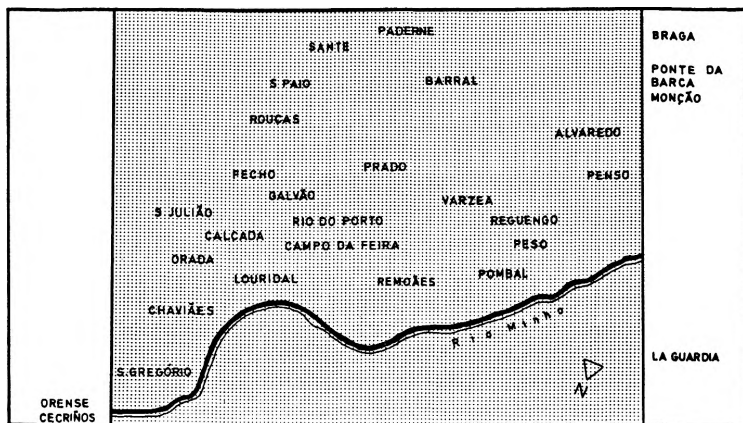 PADERNE
BRAGA
SANTE
PONTE DA
BARCA
MONÇÃO
S. PAIO
BARRAL
ROUÇAS
ALVAREDO
PRADO
FECHO
PENSO
GALVÃO
VARZEA
S. JULIÃO
RIO DO PORTO
REGUENGO
CALÇADA
CAMPO DA FEIRA
PESO
ORADA
LOURIDAL
REMOÃES
POMBAL
CHAVIÃES
Rio Minho
LA GUARDIA
S. GREGÓRIO
N
ORENSE
CECRIÑOS